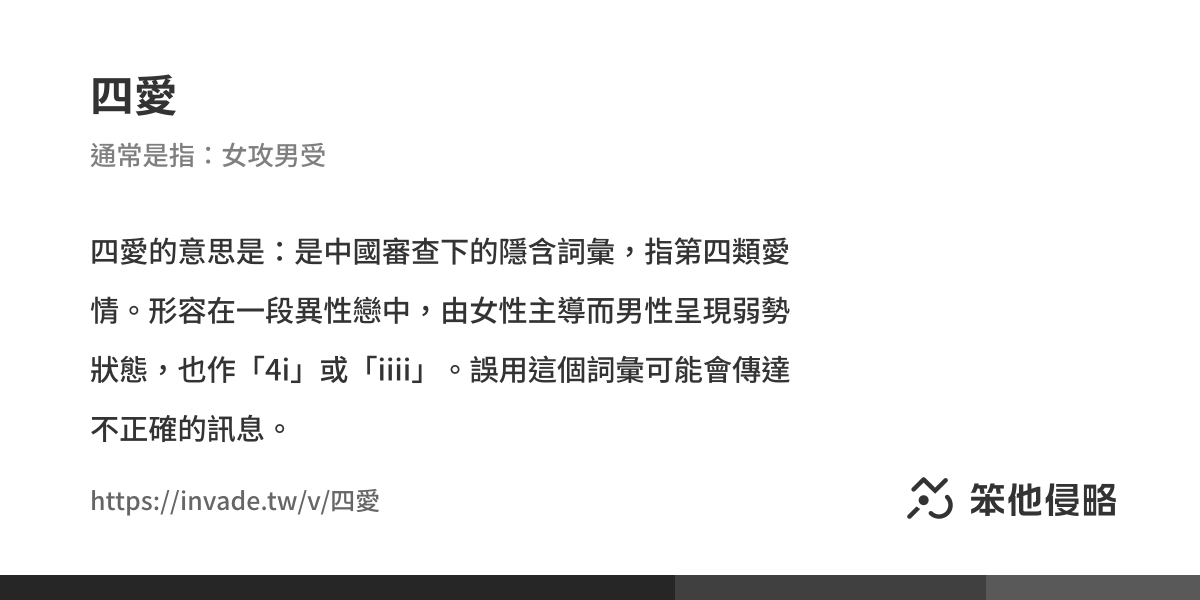 四愛
通常是指：女攻男受
四愛的意思是：是中國審查下的隱含詞彙，指第四類愛
情。形容在一段異性戀中，由女性主導而男性呈現弱勢
狀態，也作「4i」或「iiii」。誤用這個詞彙可能會傳達
不正確的訊息。
https://invade.tw/v/四愛
笨他侵略